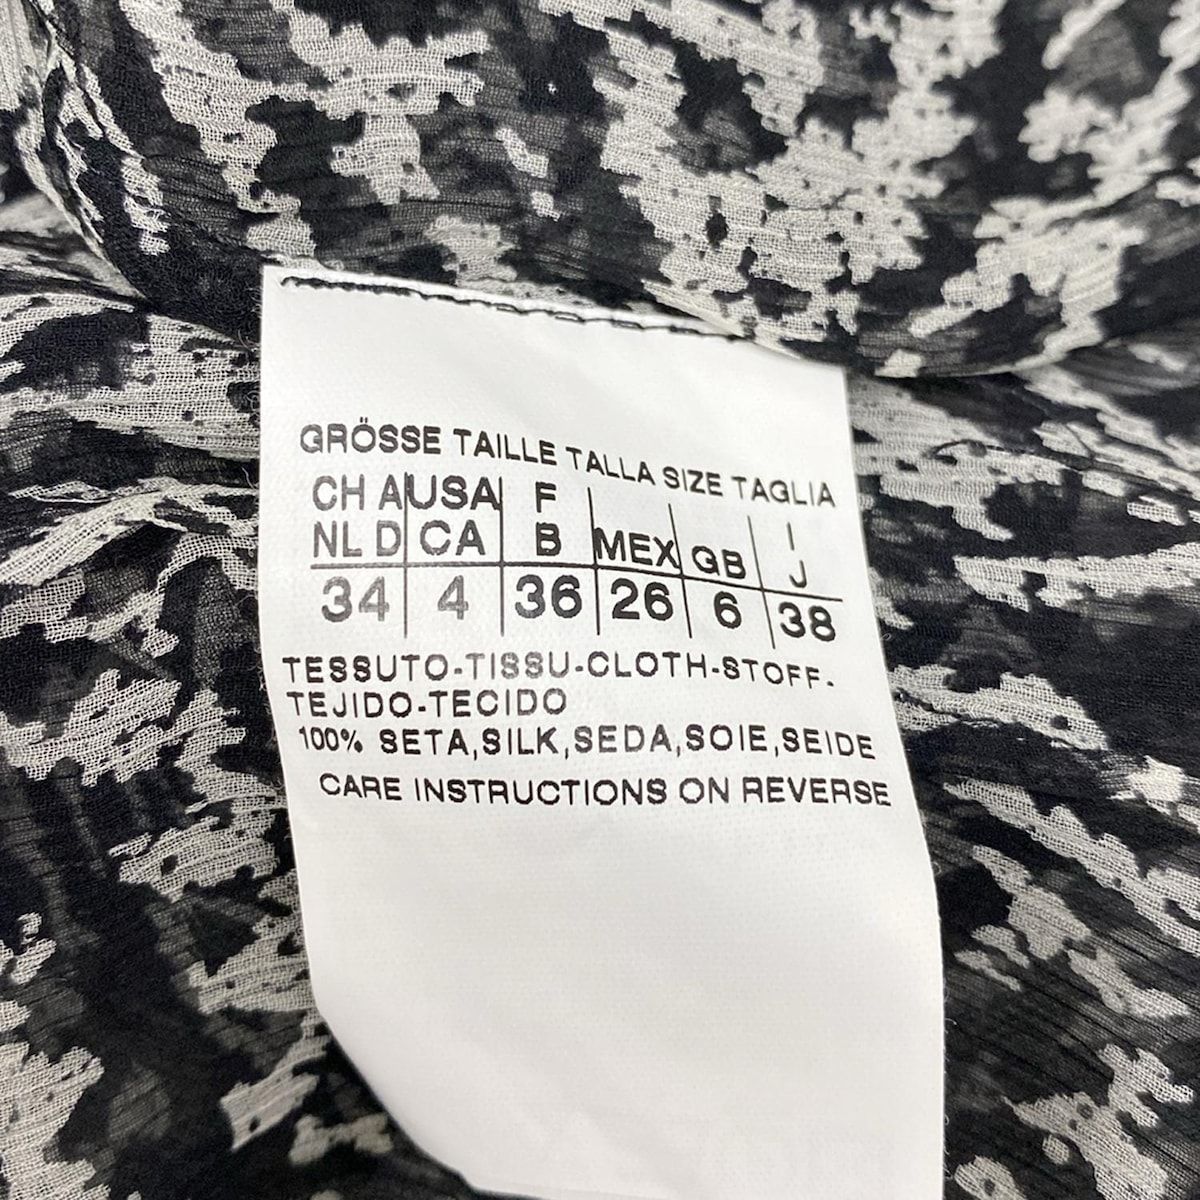 GRÖSSE TAILLE TALLA SIZE TAGLIA
CH A USA F MEX GB I
NL D CA B J
34 4 36 26 6 38
TESSUTO-TISSU-CLOTH-STOFF-
TEJIDO-TECIDO
100% SETA,SILK,SEDA,SOIE,SEIDE
CARE INSTRUCTIONS ON REVERSE